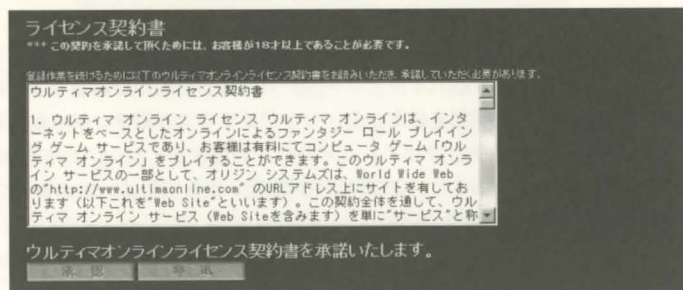 ライセンス契約書
*** この契約を承諾して頂くためには、お客様が18才以上であることが必要です。
登録作業を続けるために以下のウルティマオンラインライセンス契約書をお読みいただき、承諾していただく必要があります。
ウルティマオンラインライセンス契約書
1. ウルティマ オンライン ライセンス ウルティマ オンラインは、インタ
ーネットをベースとしたオンラインによるファンタジー ロール プレイイン
グ ゲーム サービスであり、お客様は有料にてコンピュータ ゲーム「ウル
ティマ オンライン」をプレイすることができます。このウルティマ オンラ
イン サービスの一部として、オリジン システムズは、World Wide Web
の"http://www.ultimaonline.com" のURLアドレス上にサイトを有してお
ります（以下これを"Web Site"といいます）。この契約全体を通して、ウル
ティマ オンライン サービス（Web Siteを含みます）を単に"サービス"と称
ウルティマオンラインライセンス契約書を承諾いたします。